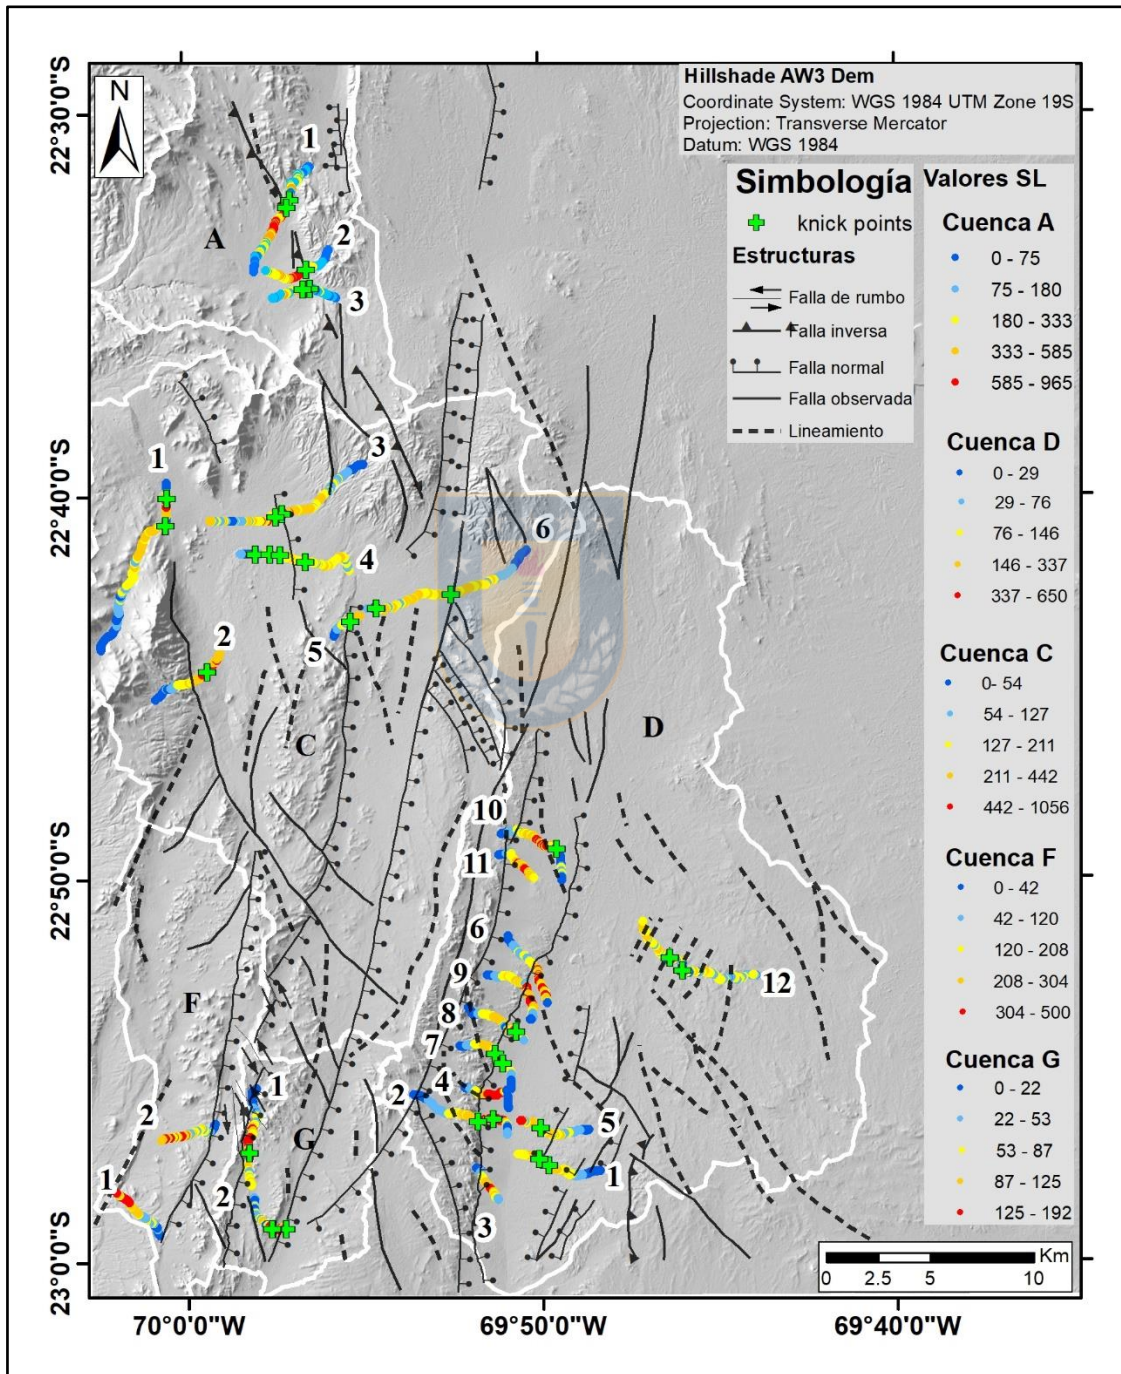 Hillshade AW3 Dem
Coordinate System: WGS 1984 UTM Zone 19S
Projection: Transverse Mercator
Datum: WGS 1984
N
Simbología
knick points
Estructuras
Falla de rumbo
Falla inversa
Falla normal
Falla observada
Lineamiento
Valores SL
Cuenca A
0 - 75
75 - 180
180 - 333
333 - 585
585 - 965
Cuenca D
0 - 29
29 - 76
76 - 146
146 - 337
337 - 650
Cuenca C
0- 54
54 - 127
127 - 211
211 - 442
442 - 1056
Cuenca F
0 - 42
42 - 120
120 - 208
208 - 304
304 - 500
Cuenca G
0 - 22
22 - 53
53 - 87
87 - 125
125 - 192
22°30'0"S
22°40'0"S
22°50'0"S
23°0'0"S
1
A
2
3
1
3
6
4
2
5
C
D
10
11
6
9
12
F
8
7
1
4
2
2
5
G
1
1
2
3
Km
0 2.5 5 10
70°0'0"W
69°50'0"W
69°40'0"W